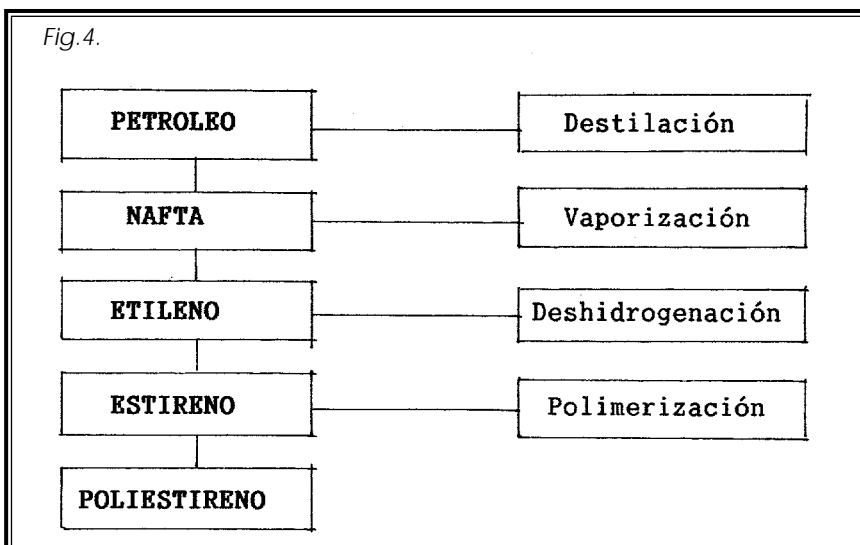 Fig.4.
PETROLEO
Destilación
NAFTA
Vaporización
ETILENO
Deshidrogenación
ESTIRENO
Polimerización
POLIESTIRENO